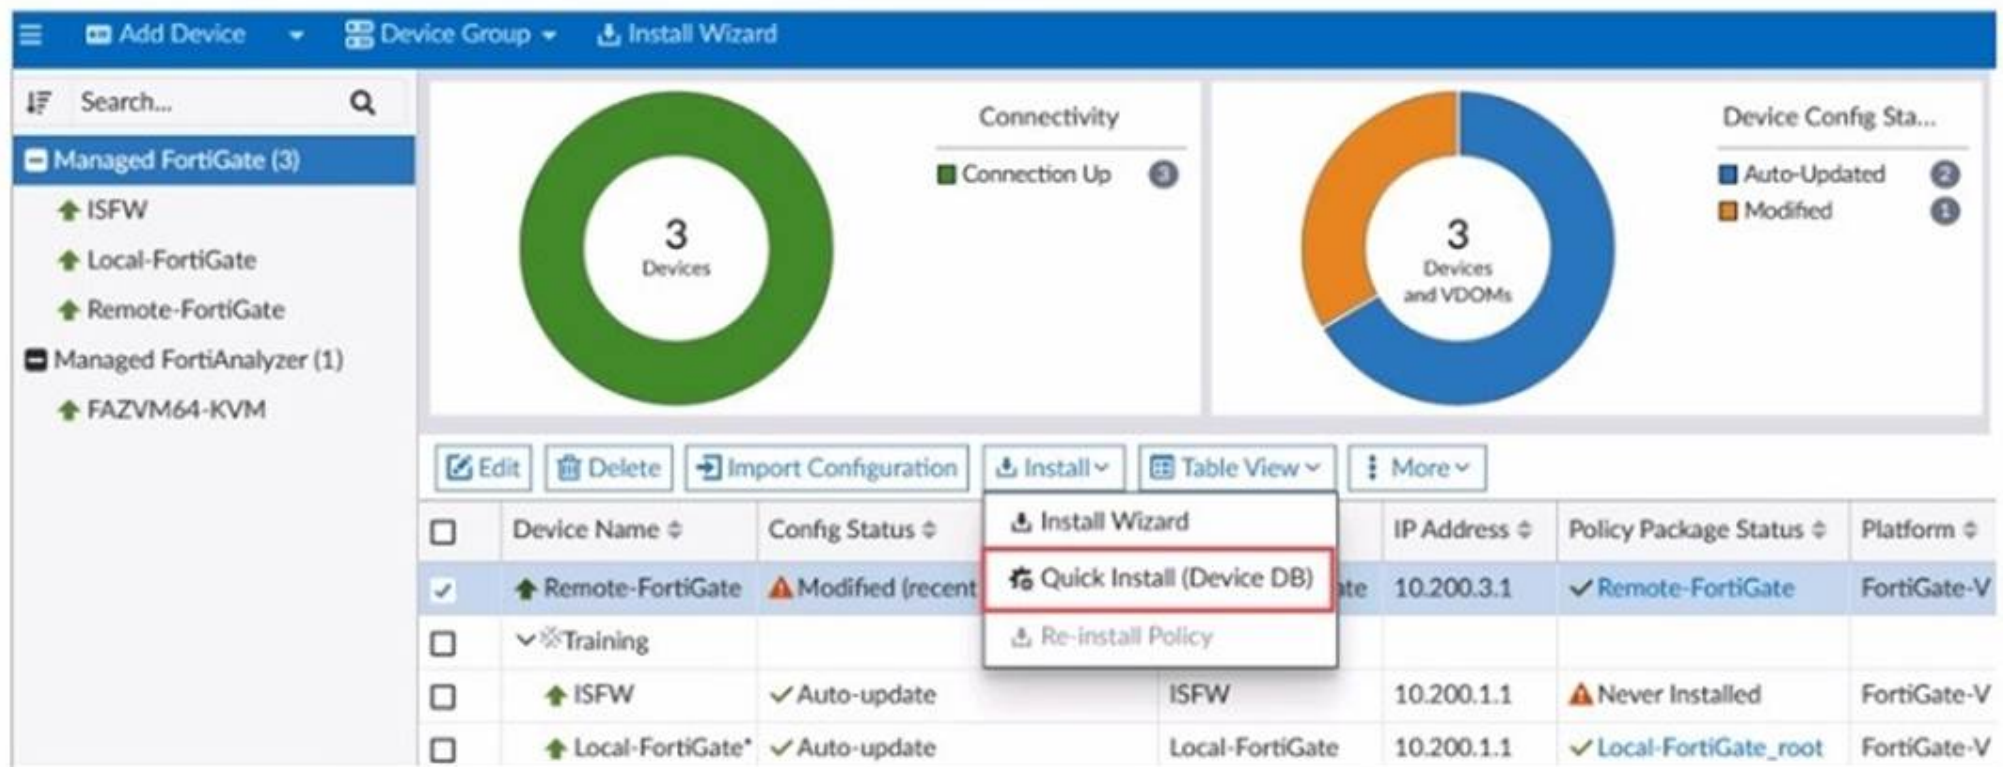 Add Device Device Group Install Wizard
Search...
Managed FortiGate (3)
ISFW
Local-FortiGate
Remote-FortiGate
Managed FortiAnalyzer (1)
FAZVM64-KVM
3
Devices
Connectivity
Connection Up 3
3
Devices
and VDOMs
Device Config Sta...
Auto-Updated 2
Modified 1
Edit Delete Import Configuration Install Table View More
Install Wizard
Quick Install (Device DB)
Re-install Policy
Device Name Config Status IP Address Policy Package Status Platform
Remote-FortiGate Modified (recent te 10.200.3.1 Remote-FortiGate FortiGate-V
Training
ISFW Auto-update ISFW 10.200.1.1 Never Installed FortiGate-V
Local-FortiGate* Auto-update Local-FortiGate 10.200.1.1 Local-FortiGate_root FortiGate-V